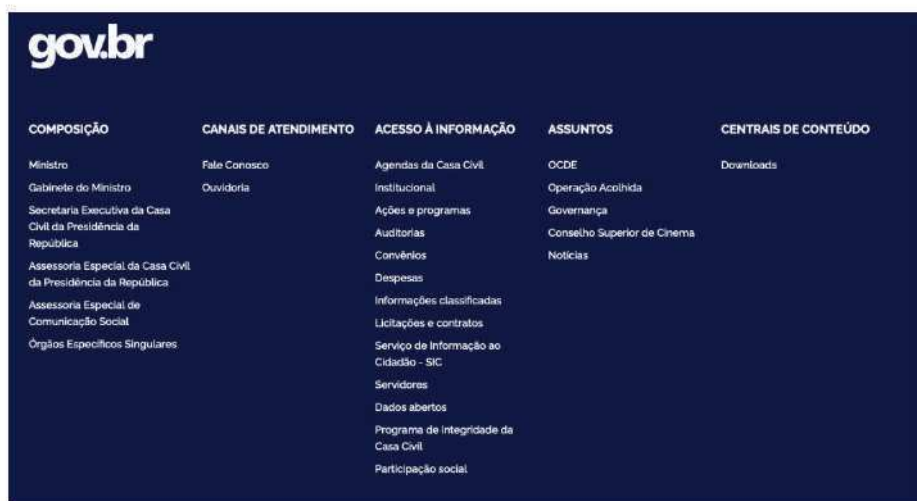 gov.br
COMPOSIÇÃO
Ministro
Gabinete do Ministro
Secretaria Executiva da Casa
Civil da Presidência da
República
Assessoria Especial da Casa Civil
da Presidência da República
Assessoria Especial de
Comunicação Social
Órgãos Específicos Singulares
CANAIS DE ATENDIMENTO
Fale Conosco
Ouvidoria
ACESSO À INFORMAÇÃO
Agendas da Casa Civil
Institucional
Ações e programas
Auditorias
Convênios
Despesas
Informações classificadas
Licitações e contratos
Serviço de Informação ao
Cidadão - SIC
Servidores
Dados abertos
Programa de Integridade da
Casa Civil
Participação social
ASSUNTOS
OCDE
Operação Acolhida
Governança
Conselho Superior de Cinema
Notícias
CENTRAIS DE CONTEÚDO
Downloads